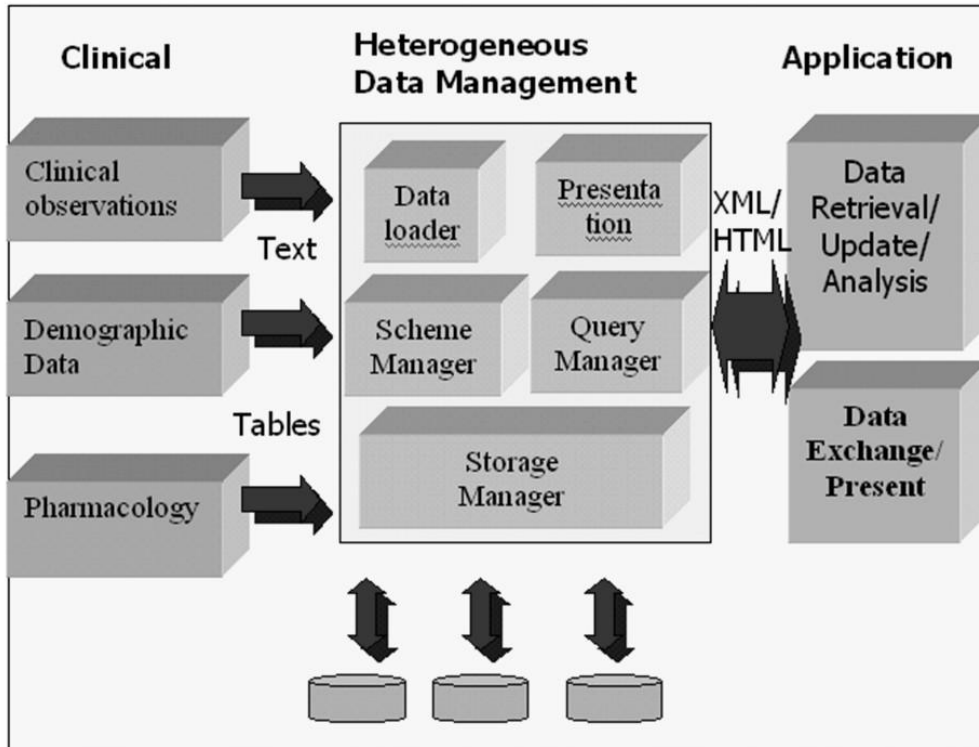 Clinical
Heterogeneous
Data Management
Application
Clinical
observations
Text
Demographic
Data
Tables
Pharmacology
Data
loader
Presenta
tion
Scheme
Manager
Query
Manager
Storage
Manager
XML/
HTML
Data
Retrieval/
Update/
Analysis
Data
Exchange/
Present